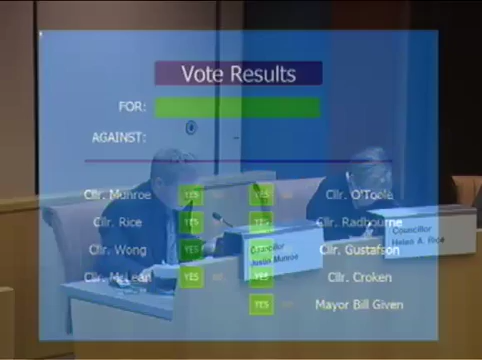 Vote Results
FOR:
AGAINST:
Cllr. Munroe YES YES Cllr. O'Toole
Cllr. Rice YES YES Cllr. Radbourne
Cllr. Wong YES YES Cllr. Gustafson
Cllr. McLean YES YES Cllr. Croken
YES Mayor Bill Given
Councillor
Justin Munroe
Councillor
Helen A. Rice